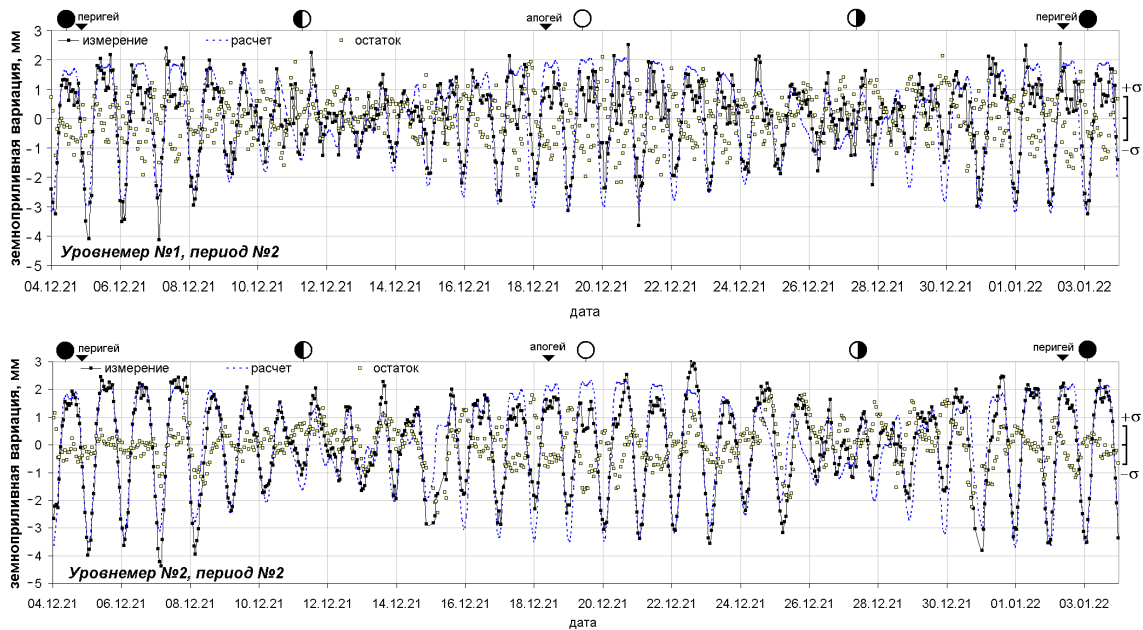 перигей
апогей
перигей
3
2
1
0
-1
-2
-3
-4
-5
земноприливная вариация, мм
измерение расчет остаток
+σ
-σ
Уровнемер №1, период №2
04.12.21 06.12.21 08.12.21 10.12.21 12.12.21 14.12.21 16.12.21 18.12.21 20.12.21 22.12.21 24.12.21 26.12.21 28.12.21 30.12.21 01.01.22 03.01.22
дата
перигей
апогей
перигей
3
2
1
0
-1
-2
-3
-4
-5
земноприливная вариация, мм
измерение расчет остаток
+σ
-σ
Уровнемер №2, период №2
04.12.21 06.12.21 08.12.21 10.12.21 12.12.21 14.12.21 16.12.21 18.12.21 20.12.21 22.12.21 24.12.21 26.12.21 28.12.21 30.12.21 01.01.22 03.01.22
дата